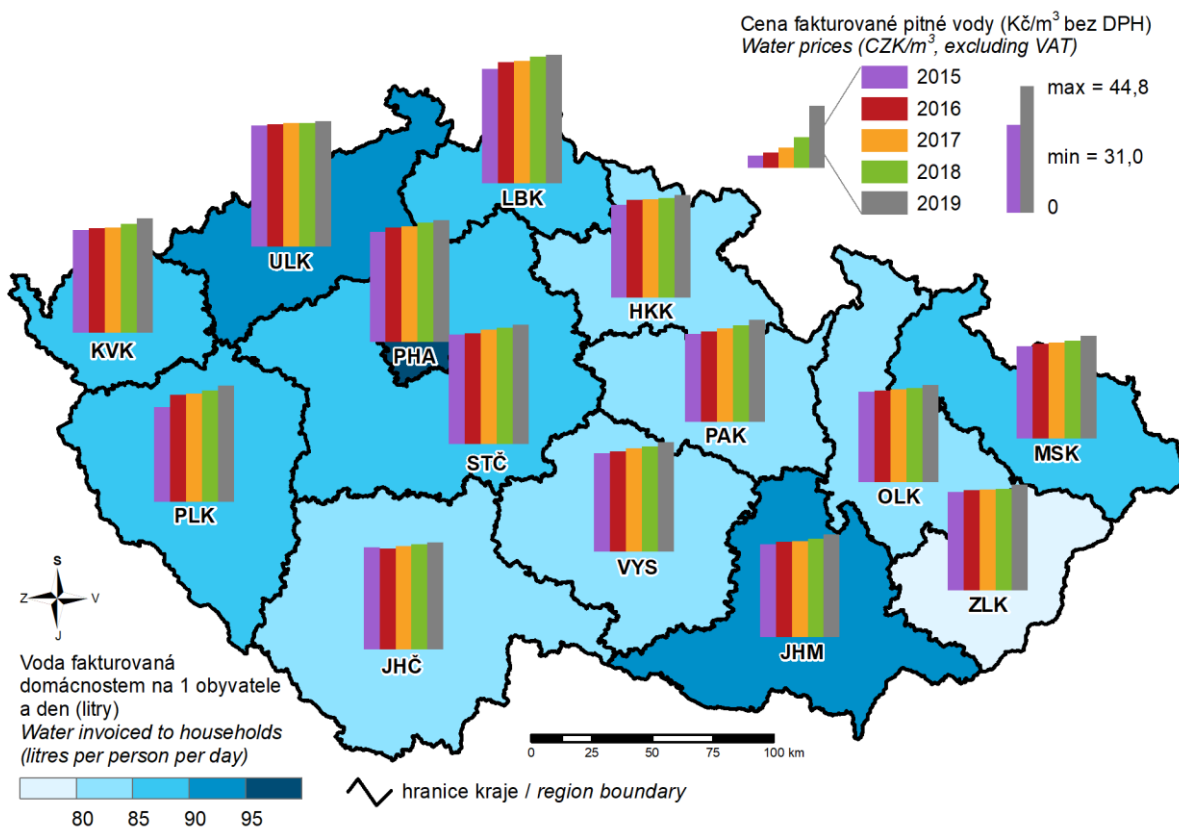 Cena fakturované pitné vody (Kč/m³ bez DPH)
Water prices (CZK/m³, excluding VAT)
2015
2016
2017
2018
2019
max = 44,8
min = 31,0
0
LBK
ULK
HKK
KVK
PHA
STČ
PAK
MSK
OLK
PLK
VYS
ZLK
JHČ
JHM
S
Z
V
J
Voda fakturovaná
domácnostem na 1 obyvatele
a den (litry)
Water invoiced to households
(litres per person per day)
80
85
90
95
hranice kraje / region boundary
0
25
50
75
100 km